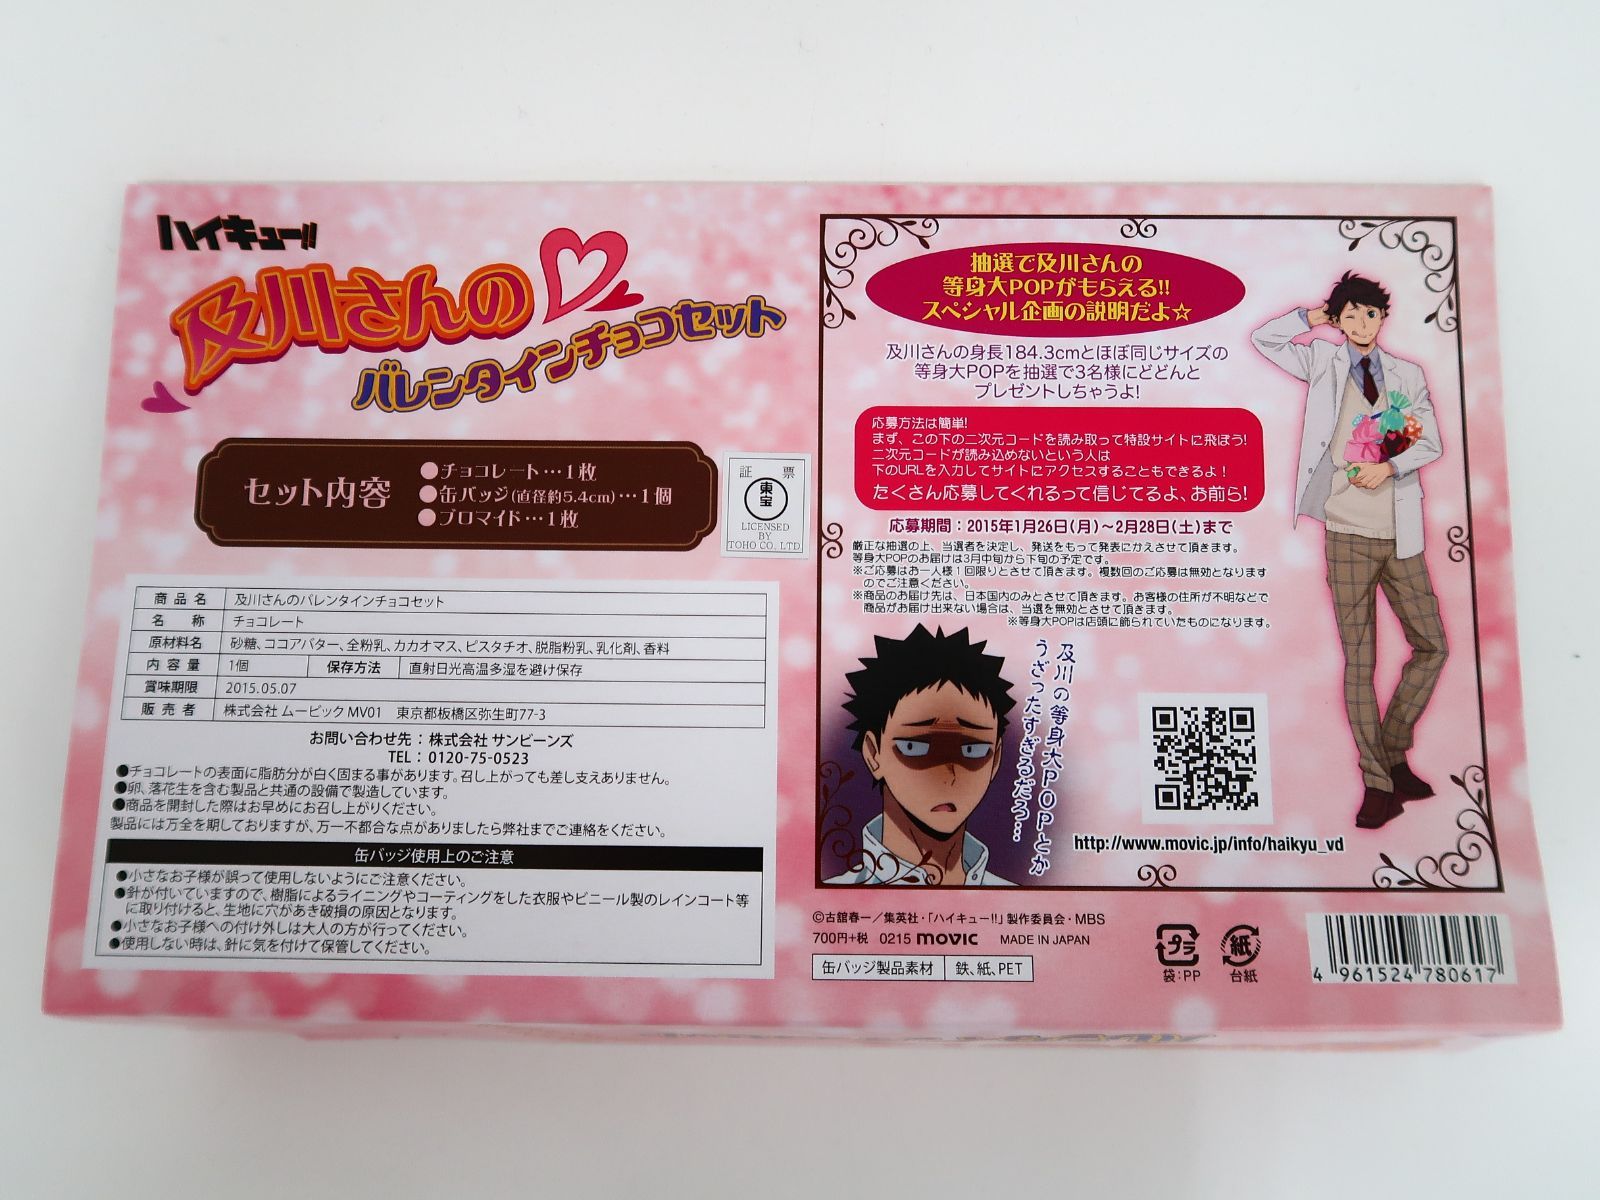 ハイキュー!!
及川さんの
バレンタインチョコセット
セット内容
●チョコレート…1枚
●缶バッジ(直径約5.4cm)…1個
●ブロマイド…1枚
証 票
東宝
LICENSED
BY
TOHO CO. LTD
商品名 及川さんのバレンタインチョコセット
名 称 チョコレート
原材料名 砂糖、ココアバター、全粉乳、カカオマス、ピスタチオ、脱脂粉乳、乳化剤、香料
内容量 1個 保存方法 直射日光高温多湿を避け保存
賞味期限 2015.05.07
販売者 株式会社 ムービック MV01 東京都板橋区弥生町77-3
お問い合わせ先：株式会社 サンビーンズ
TEL：0120-75-0523
●チョコレートの表面に脂肪分が白く固まる事があります。召し上がっても差し支えありません。
●卵、落花生を含む製品と共通の設備で製造しています。
●商品を開封した際はお早めにお召し上がりください。
製品には万全を期しておりますが、万一不都合な点がありましたら弊社までご連絡をください。
缶バッジ使用上のご注意
●小さなお子様が誤って使用しないようにご注意ください。
●針が付いていますので、樹脂によるライニングやコーティングをした衣服やビニール製のレインコート等
に取り付けると、生地に穴があき破損の原因となります。
●小さなお子様への付け外しは大人の方が行ってください。
●使用しない時は、針に気を付けて保管してください。
抽選で及川さんの
等身大POPがもらえる!!
スペシャル企画の説明だよ☆
及川さんの身長184.3cmとほぼ同じサイズの
等身大POPを抽選で3名様にどどんと
プレゼントしちゃうよ!
応募方法は簡単!
まず、この下の二次元コードを読み取って特設サイトに飛ぼう!
二次元コードが読み込めないという人は
下のURLを入力してサイトにアクセスすることもできるよ！
たくさん応募してくれるって信じてるよ、お前ら!
応募期間：2015年1月26日(月)～2月28日(土)まで
厳正な抽選の上、当選者を決定し、発送をもって発表にかえさせて頂きます。
等身大POPのお届けは3月中旬から下旬の予定です。
※ご応募はお一人様1回限りとさせて頂きます。複数回のご応募は無効となります
のでご注意ください。
※商品のお届け先は、日本国内のみとさせて頂きます。お客様の住所が不明などで
商品がお届け出来ない場合は、当選を無効とさせて頂きます。
※等身大POPは店頭に飾られていたものになります。
及川の等身大POPとか
うざったすぎるだろ…
http://www.movic.jp/info/haikyu_vd
©古舘春一／集英社・「ハイキュー!!」製作委員会・MBS
700円+税 0215 movic MADE IN JAPAN
缶バッジ製品素材 鉄、紙、PET
プラ
袋：PP
紙
台紙
4 961524 780617